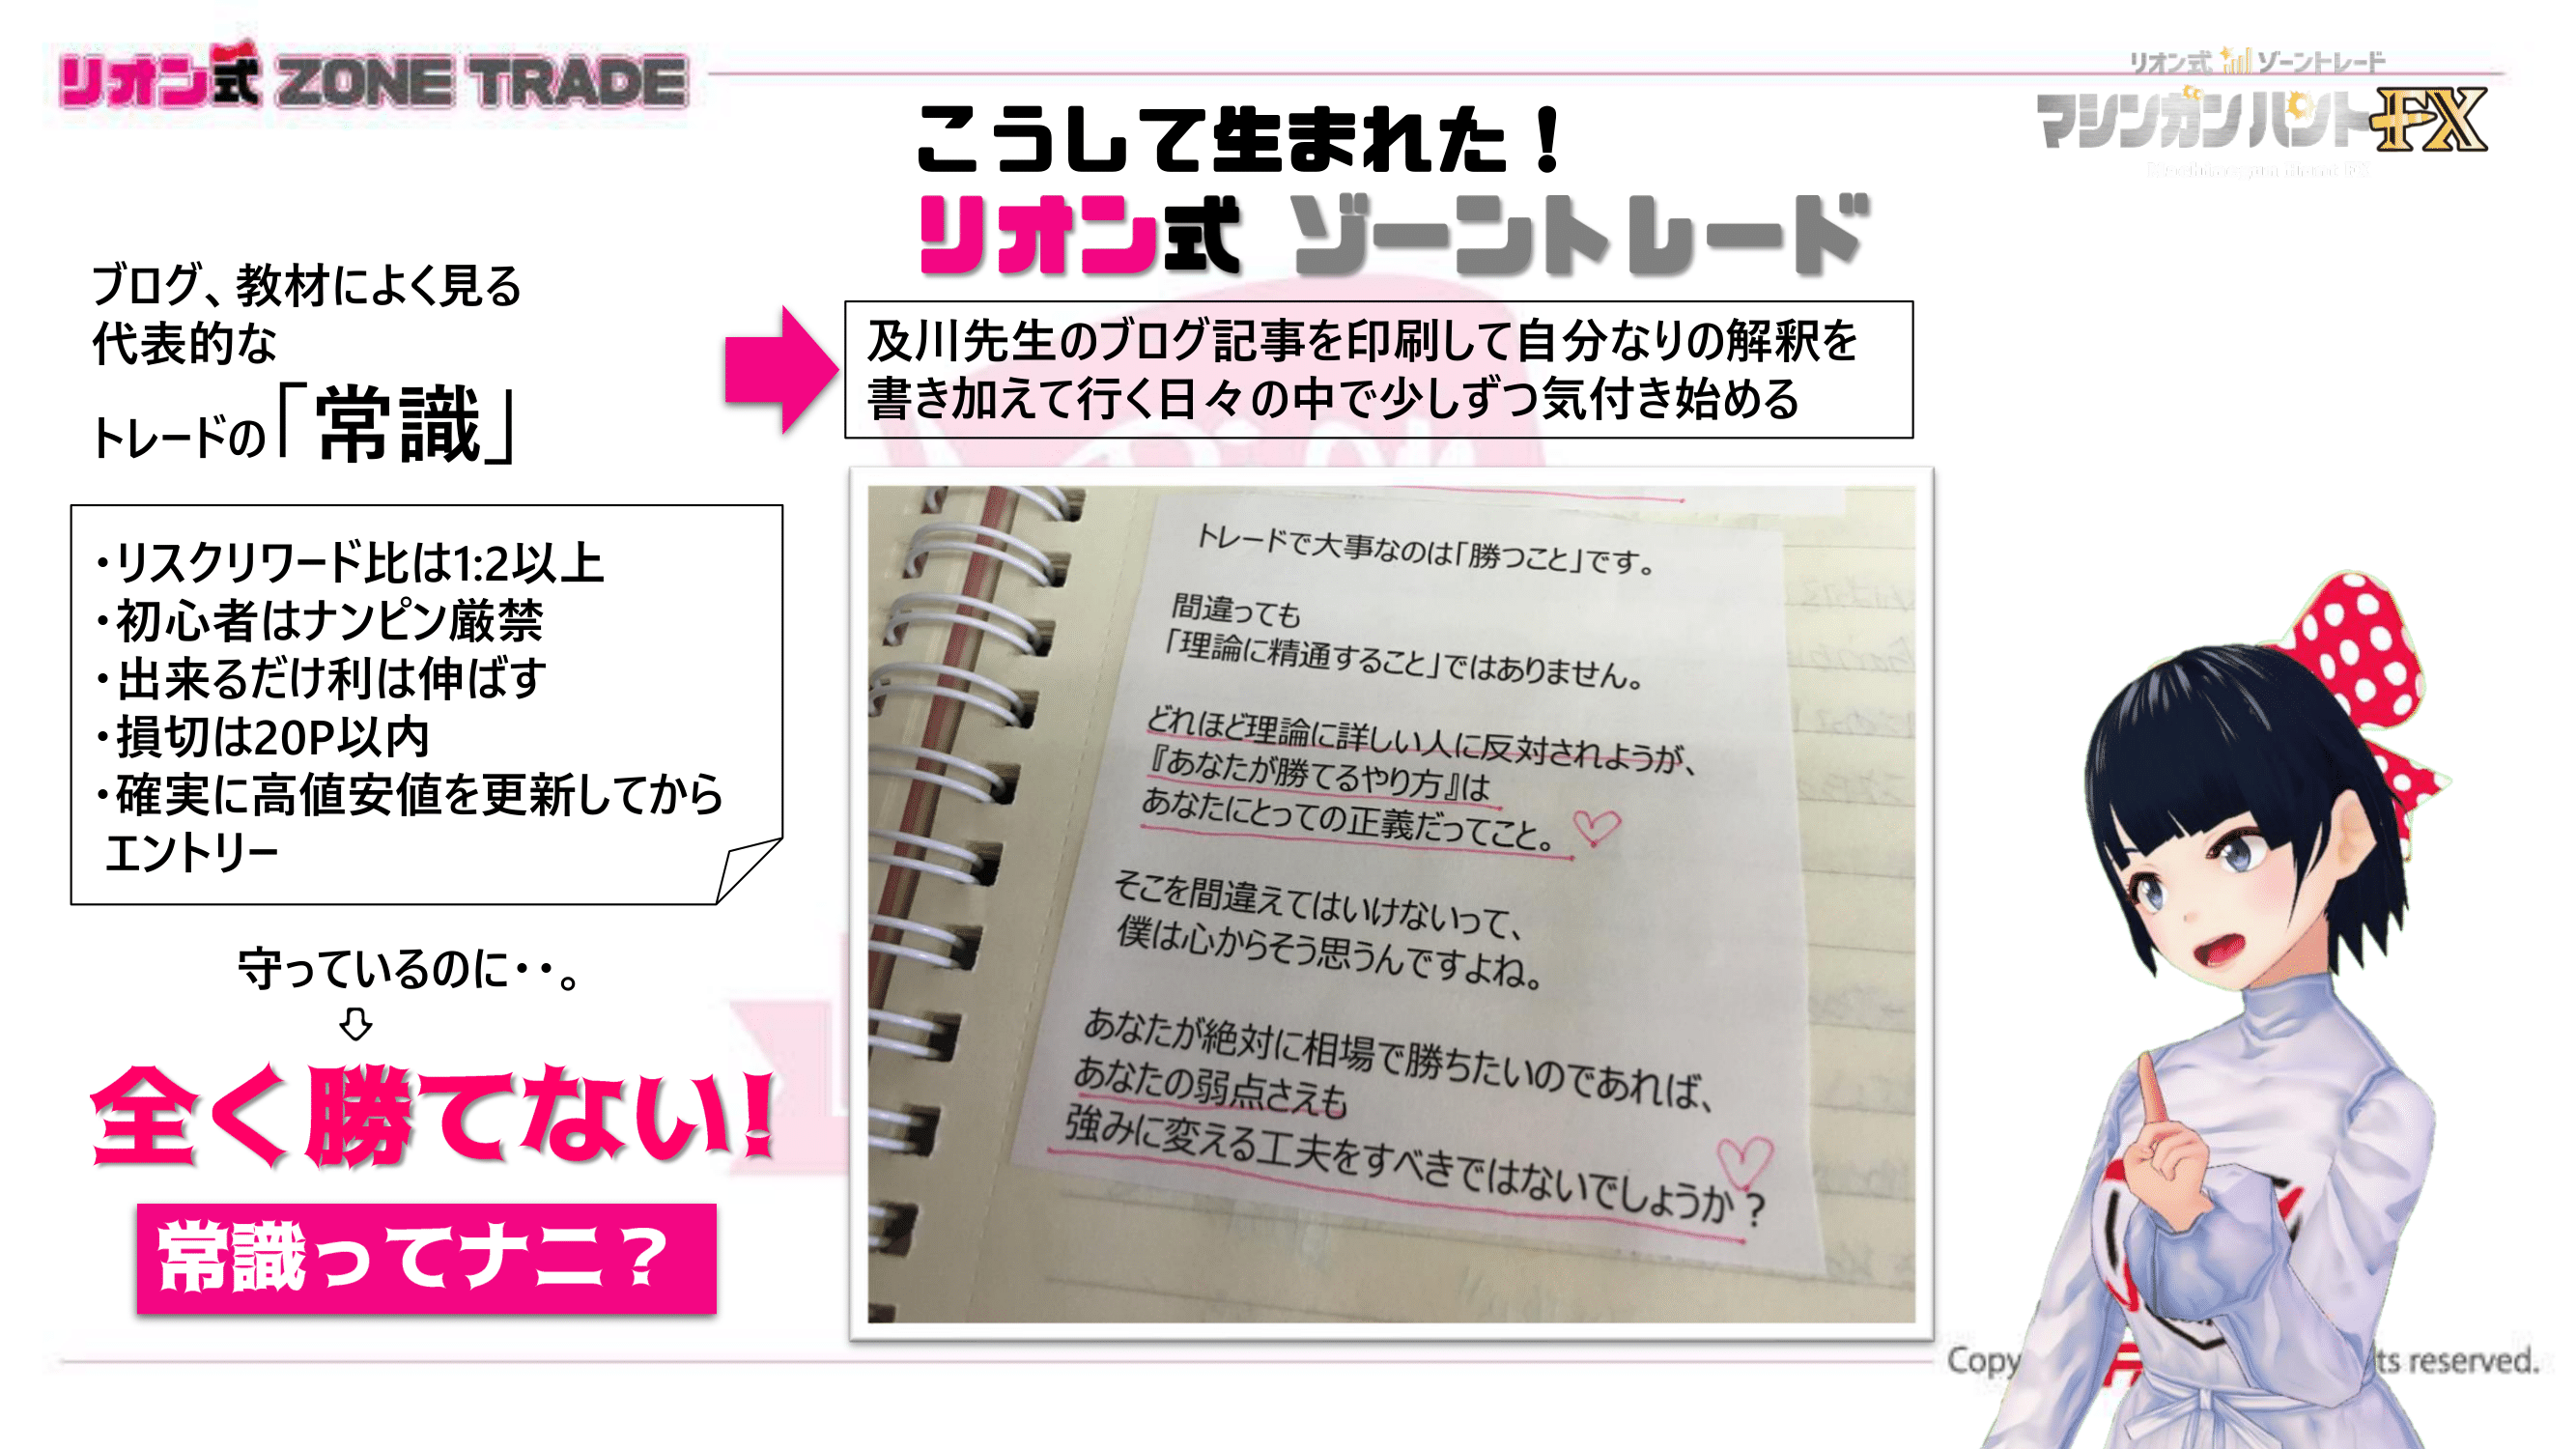 リオン式 ZONE TRADE
リオン式 ゾーントレード
マシンガンハントFX
こうして生まれた！
リオン式 ゾーントレード
ブログ、教材によく見る
代表的な
トレードの「常識」
・リスクリワード比は1:2以上
・初心者はナンピン厳禁
・出来るだけ利は伸ばす
・損切は20P以内
・確実に高値安値を更新してから
エントリー
守っているのに・・。
⇩
全く勝てない!
常識ってナニ？
及川先生のブログ記事を印刷して自分なりの解釈を
書き加えて行く日々の中で少しずつ気付き始める
トレードで大事なのは「勝つこと」です。
間違っても
「理論に精通すること」ではありません。
どれほど理論に詳しい人に反対されようが、
『あなたが勝てるやり方』は
あなたにとっての正義だってこと。
そこを間違えてはいけないって、
僕は心からそう思うんですよね。
あなたが絶対に相場で勝ちたいのであれば、
あなたの弱点さえも
強みに変える工夫をすべきではないでしょうか？
Copy
ts reserved.